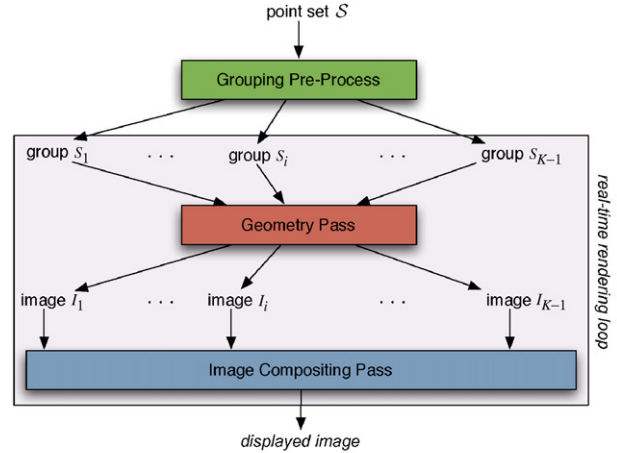 point set S
Grouping Pre-Process
group S1 . . . group Si . . . group SK−1
Geometry Pass
image I1 . . . image Ii . . . image IK−1
Image Compositing Pass
displayed image
real-time rendering loop